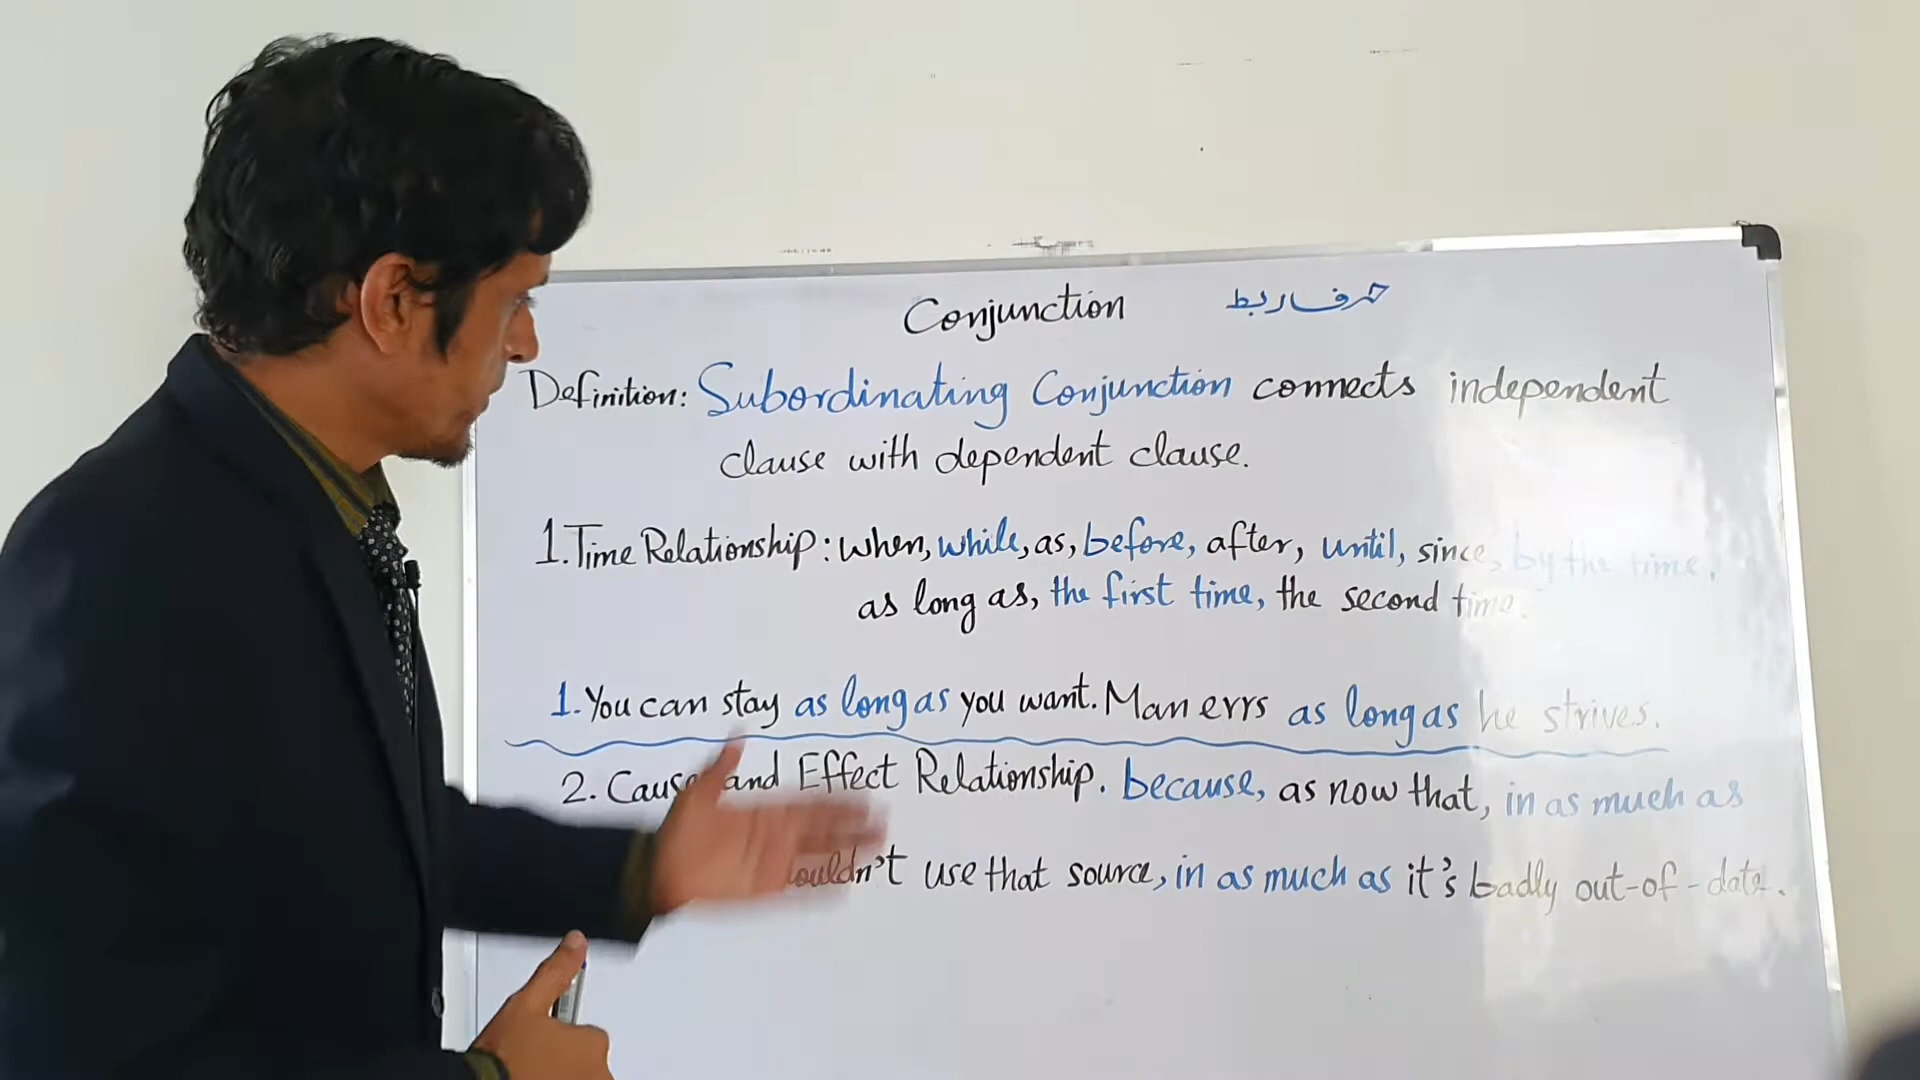 Conjunction حرف ربط
Definition: Subordinating Conjunction connects independent
clause with dependent clause.
1. Time Relationship: when, while, as, before, after, until, since, by the time,
as long as, the first time, the second time.
1. You can stay as long as you want. Man errs as long as he strives.
2. Cause and Effect Relationship. because, as now that, in as much as
use that source, in as much as it's badly out-of-date.